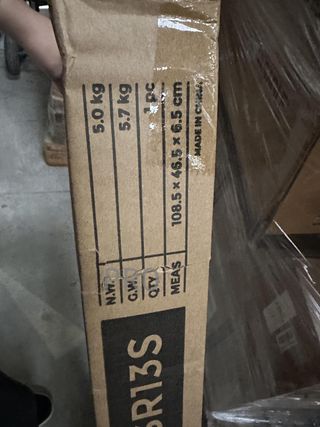 N.W. 5.0 kg
G.W. 5.7 kg
QTY 1 pc
MEAS 108.5 × 46.5 × 6.5 cm
MADE IN CHINA
R13S